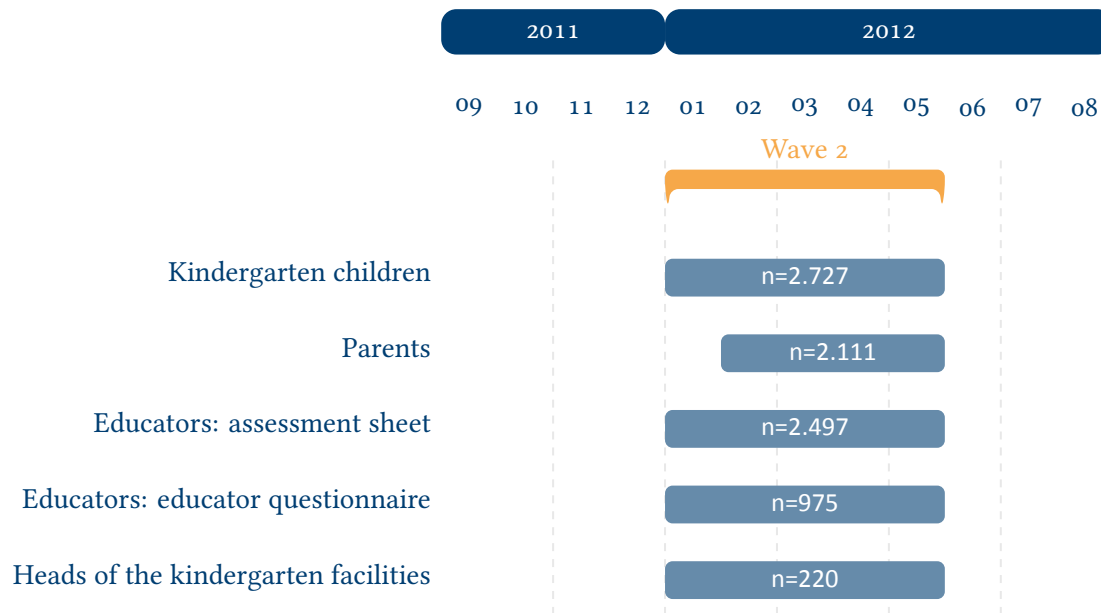 2011 2012
09 10 11 12 01 02 03 04 05 06 07 08
Wave 2
Kindergarten children n=2.727
Parents n=2.111
Educators: assessment sheet n=2.497
Educators: educator questionnaire n=975
Heads of the kindergarten facilities n=220